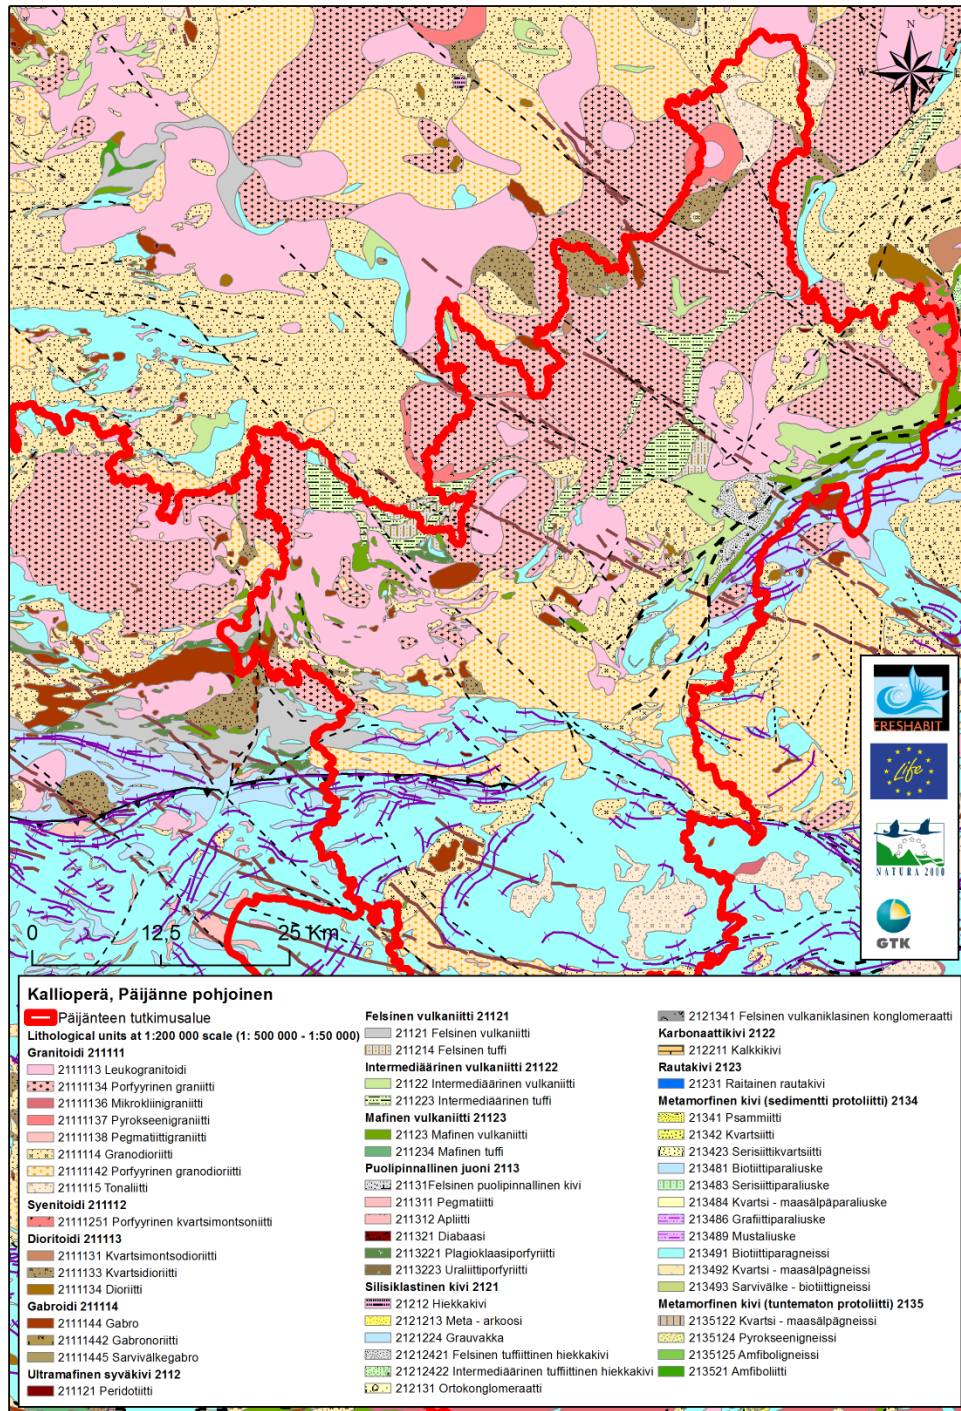 N
W
FRESHABIT
Life
NATURA 2000
GTK
0 12,5 25 Km
Kallioperä, Päijänne pohjoinen
Päijänteen tutkimusalue
Lithological units at 1:200 000 scale (1: 500 000 - 1:50 000)
Granitoidi 211111
2111113 Leukogranitoidi
21111134 Porfyyrinen graniitti
21111136 Mikrokliinigraniitti
21111137 Pyrokseenigraniitti
21111138 Pegmatiittigraniitti
2111114 Granodioriitti
21111142 Porfyyrinen granodioriitti
2111115 Tonaliitti
Syenitoidi 211112
21111251 Porfyyrinen kvartsimontsoniitti
Dioritoidi 211113
2111131 Kvartsimontsodioriitti
2111133 Kvartsidioriitti
2111134 Dioriitti
Gabroidi 211114
2111144 Gabro
21111442 Gabronoriitti
21111445 Sarvivälkegabro
Ultramafinen syväkivi 2112
211121 Peridotiitti
Felsinen vulkaniitti 21121
21121 Felsinen vulkaniitti
211214 Felsinen tuffi
Intermediäärinen vulkaniitti 21122
21122 Intermediäärinen vulkaniitti
211223 Intermediäärinen tuffi
Mafinen vulkaniitti 21123
21123 Mafinen vulkaniitti
211234 Mafinen tuffi
Puolipinnallinen juoni 2113
21131Felsinen puolipinnallinen kivi
211311 Pegmatiitti
211312 Apliitti
211321 Diabaasi
2113221 Plagioklaasiporfyriitti
2113223 Uraliittiporfyriitti
Silisiklastinen kivi 2121
21212 Hiekkakivi
2121213 Meta - arkoosi
2121224 Grauvakka
21212421 Felsinen tuffiittinen hiekkakivi
21212422 Intermediäärinen tuffiittinen hiekkakivi
212131 Ortokonglomeraatti
2121341 Felsinen vulkaniklasinen konglomeraatti
Karbonaattikivi 2122
212211 Kalkkikivi
Rautakivi 2123
21231 Raitainen rautakivi
Metamorfinen kivi (sedimentti protoliitti) 2134
21341 Psammiitti
21342 Kvartsiitti
213423 Serisiittikvartsiitti
213481 Biotiittiparaliuske
213483 Serisiittiparaliuske
213484 Kvartsi - maasälpäparaliuske
213486 Grafiittiparaliuske
213489 Mustaliuske
213491 Biotiittiparagneissi
213492 Kvartsi - maasälpägneissi
213493 Sarvivälke - biotiittigneissi
Metamorfinen kivi (tuntematon protoliitti) 2135
2135122 Kvartsi - maasälpägneissi
2135124 Pyrokseenigneissi
2135125 Amfiboligneissi
213521 Amfiboliitti